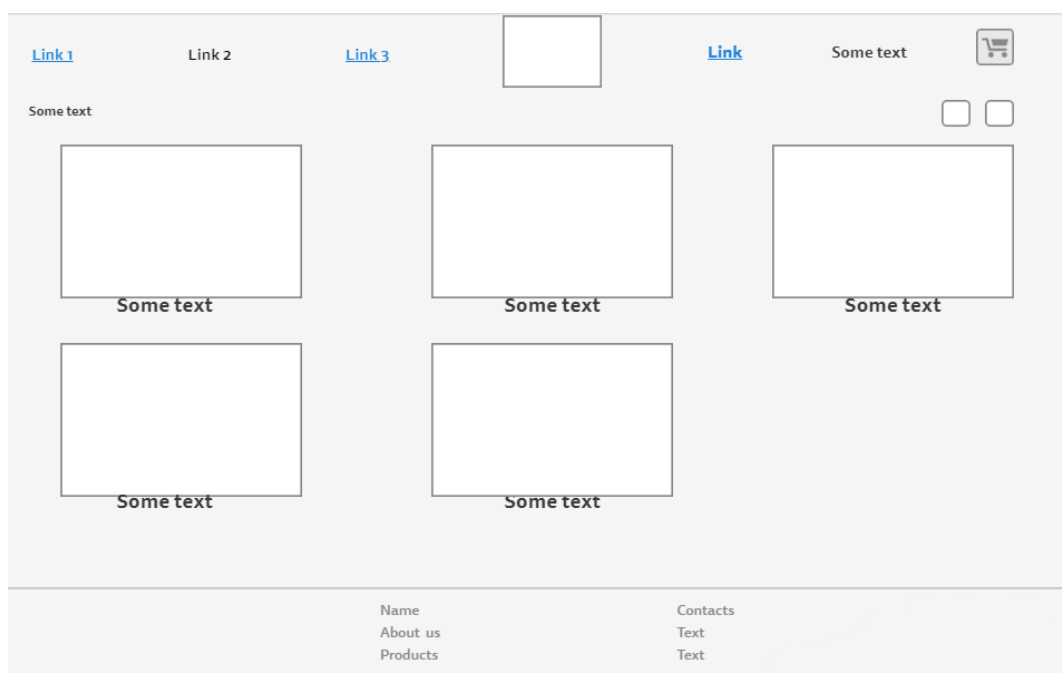 Link 1 Link 2 Link 3 Link Some text
Some text
Some text Some text Some text
Some text Some text
Name Contacts
About us Text
Products Text